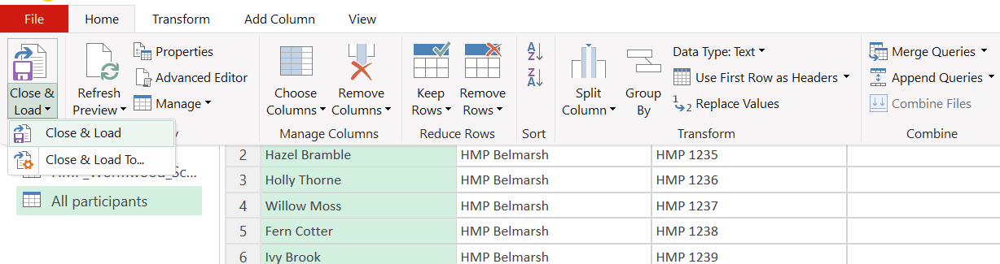 File Home Transform Add Column View
Close & Load
Refresh Preview
Properties
Advanced Editor
Manage
Choose Columns
Remove Columns
Manage Columns
Keep Rows
Remove Rows
Reduce Rows
Sort
Split Column
Group By
Data Type: Text
Use First Row as Headers
Replace Values
Transform
Merge Queries
Append Queries
Combine Files
Combine
Close & Load
Close & Load To...
All participants
2 Hazel Bramble HMP Belmarsh HMP 1235
3 Holly Thorne HMP Belmarsh HMP 1236
4 Willow Moss HMP Belmarsh HMP 1237
5 Fern Cotter HMP Belmarsh HMP 1238
6 Ivy Brook HMP Belmarsh HMP 1239